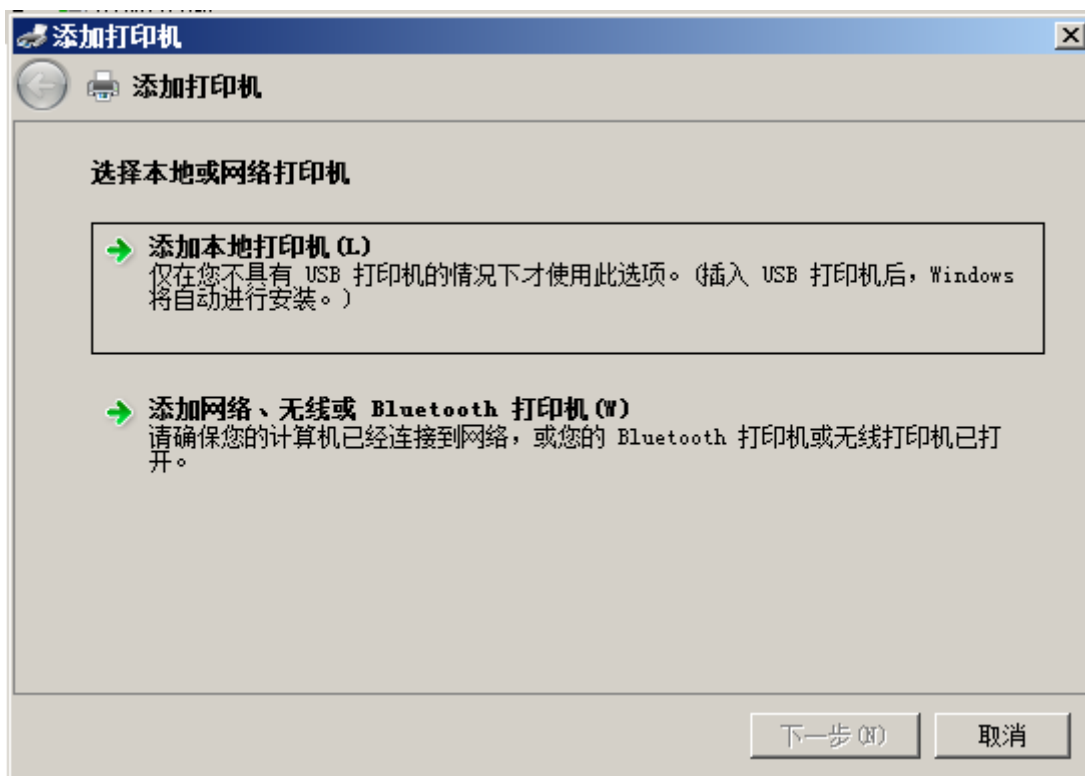 添加打印机
添加打印机
选择本地或网络打印机
添加本地打印机(L)
仅在您不具有 USB 打印机的情况下才使用此选项。(插入 USB 打印机后，Windows
将自动进行安装。)
添加网络、无线或 Bluetooth 打印机(W)
请确保您的计算机已经连接到网络，或您的 Bluetooth 打印机或无线打印机已打
开。
下一步(N)
取消